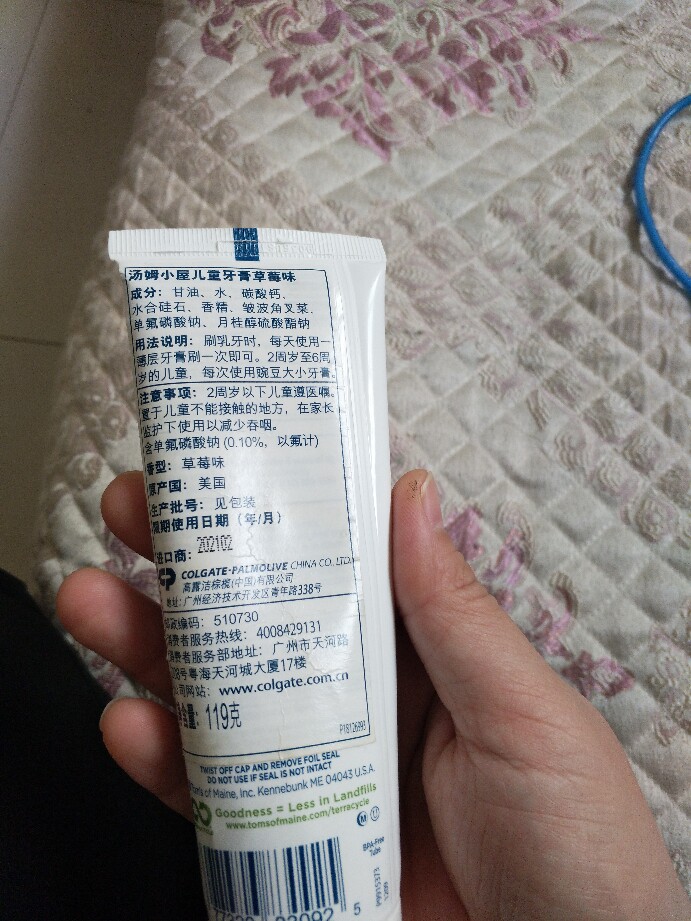 汤姆小屋儿童牙膏草莓味
成分：甘油、水、碳酸钙、
水合硅石、香精、皱波角叉菜、
单氟磷酸钠、月桂醇硫酸酯钠
用法说明：刷乳牙时，每天使用一
薄层牙膏刷一次即可。2周岁至6周
岁的儿童，每次使用豌豆大小牙膏。
注意事项：2周岁以下儿童遵医嘱。
置于儿童不能接触的地方，在家长
监护下使用以减少吞咽。
含单氟磷酸钠 (0.10%，以氟计)
香型：草莓味
原产国：美国
生产批号：见包装
限期使用日期（年/月）
202102
进口商：
COLGATE-PALMOLIVE CHINA CO. LTD.
高露洁棕榄(中国)有限公司
地址：广州经济技术开发区青年路338号
邮政编码：510730
消费者服务热线：4008429131
消费者服务部地址：广州市天河路
208号粤海天河城大厦17楼
公司网站：www.colgate.com.cn
净含量：119克
P18126893
TWIST OFF CAP AND REMOVE FOIL SEAL
DO NOT USE IF SEAL IS NOT INTACT
Tom's of Maine, Inc. Kennebunk ME 04043 U.S.A.
Goodness = Less in Landfills
www.tomsofmaine.com/terracycle
BPA-Free
Tube
5